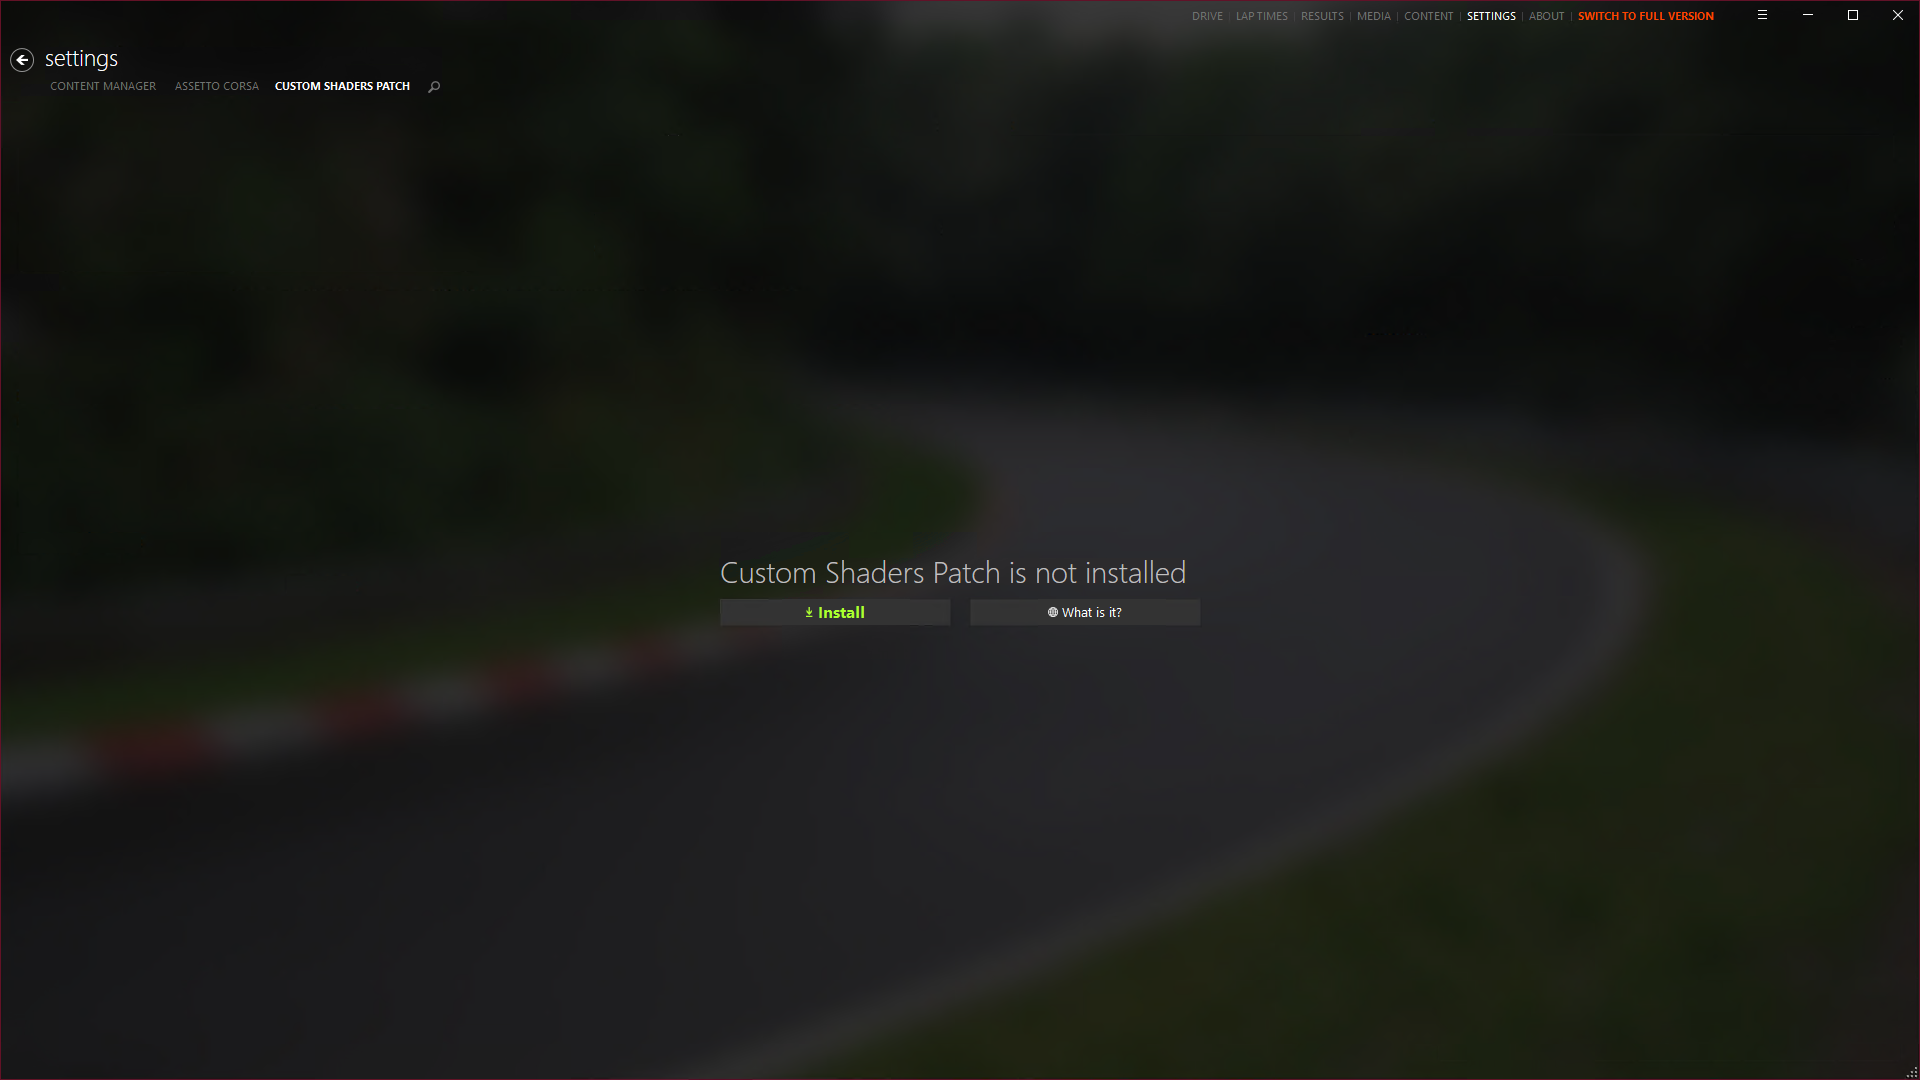 DRIVE | LAP TIMES | RESULTS | MEDIA | CONTENT | SETTINGS | ABOUT | SWITCH TO FULL VERSION
settings
CONTENT MANAGER ASSETTO CORSA CUSTOM SHADERS PATCH
Custom Shaders Patch is not installed
Install
What is it?